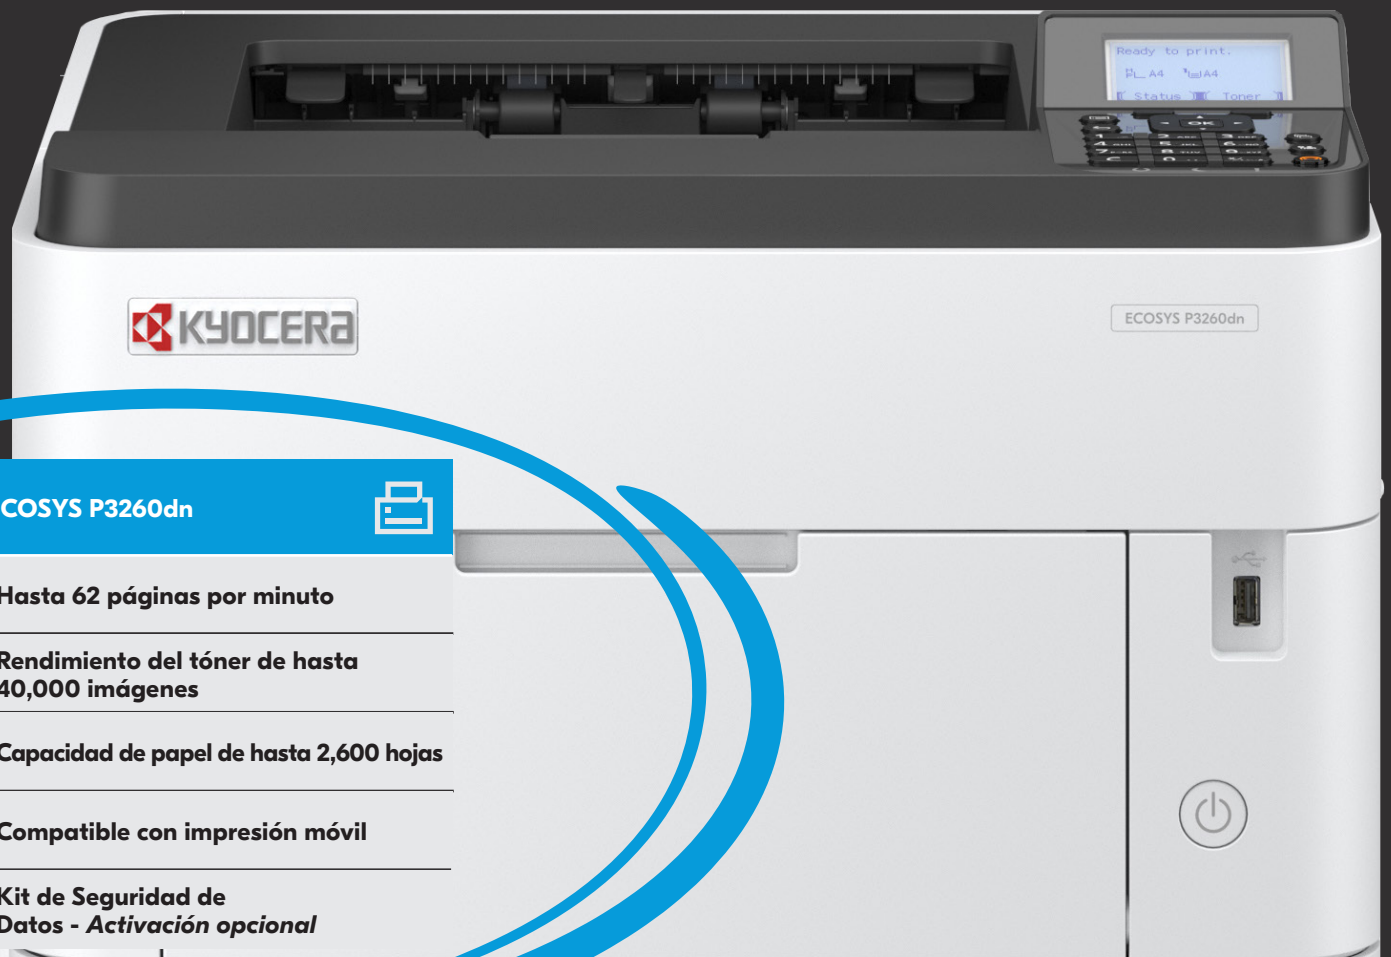 Ready to print.
A4 A4
Status Toner
OK
KYOCERA
ECOSYS P3260dn
COSYS P3260dn
Hasta 62 páginas por minuto
Rendimiento del tóner de hasta
40,000 imágenes
Capacidad de papel de hasta 2,600 hojas
Compatible con impresión móvil
Kit de Seguridad de
Datos - Activación opcional